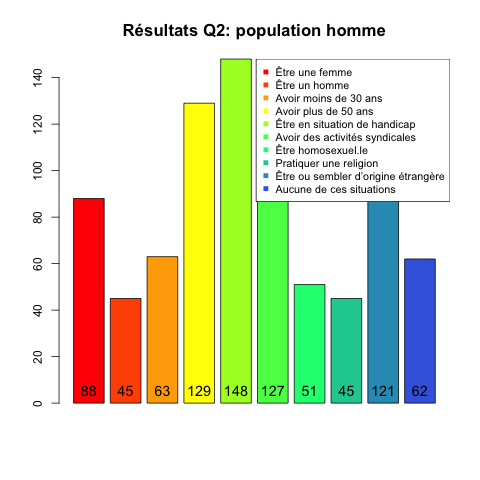 Résultats Q2: population homme
Être une femme
Être un homme
Avoir moins de 30 ans
Avoir plus de 50 ans
Être en situation de handicap
Avoir des activités syndicales
Être homosexuel.le
Pratiquer une religion
Être ou sembler d'origine étrangère
Aucune de ces situations
140
120
100
80
60
40
20
0
88 45 63 129 148 127 51 45 121 62